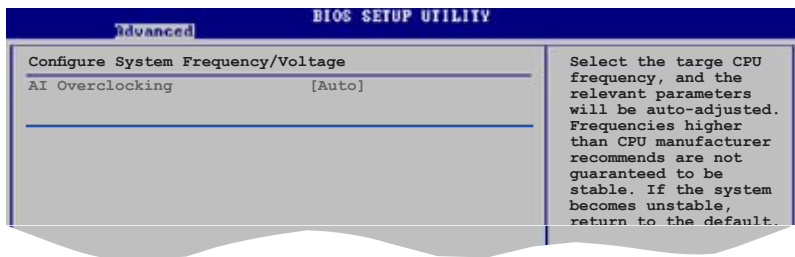 BIOS SETUP UTILITY
Advanced
Configure System Frequency/Voltage
AI Overclocking [Auto]
Select the targe CPU
frequency, and the
relevant parameters
will be auto-adjusted.
Frequencies higher
than CPU manufacturer
recommends are not
guaranteed to be
stable. If the system
becomes unstable,
return to the default.